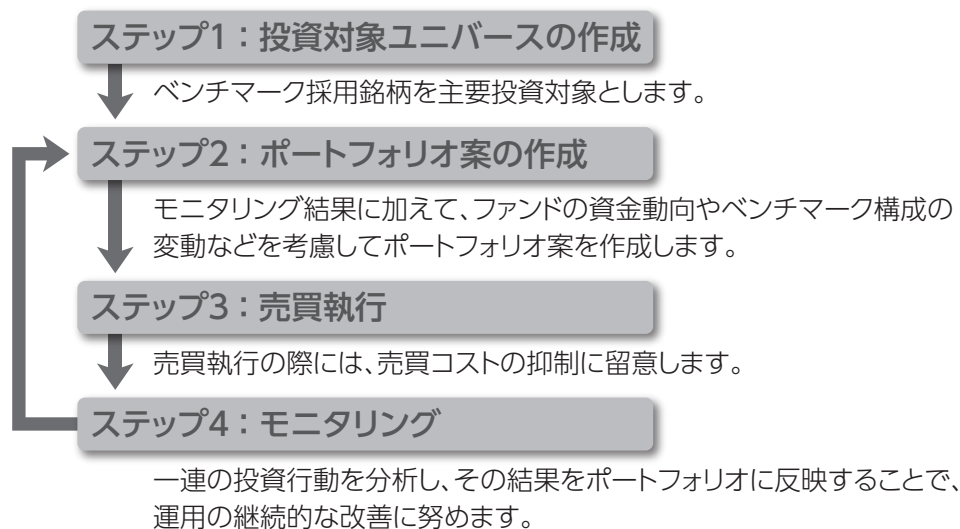 ステップ1：投資対象ユニバースの作成
ベンチマーク採用銘柄を主要投資対象とします。
ステップ2：ポートフォリオ案の作成
モニタリング結果に加えて、ファンドの資金動向やベンチマーク構成の
変動などを考慮してポートフォリオ案を作成します。
ステップ3：売買執行
売買執行の際には、売買コストの抑制に留意します。
ステップ4：モニタリング
一連の投資行動を分析し、その結果をポートフォリオに反映することで、
運用の継続的な改善に努めます。